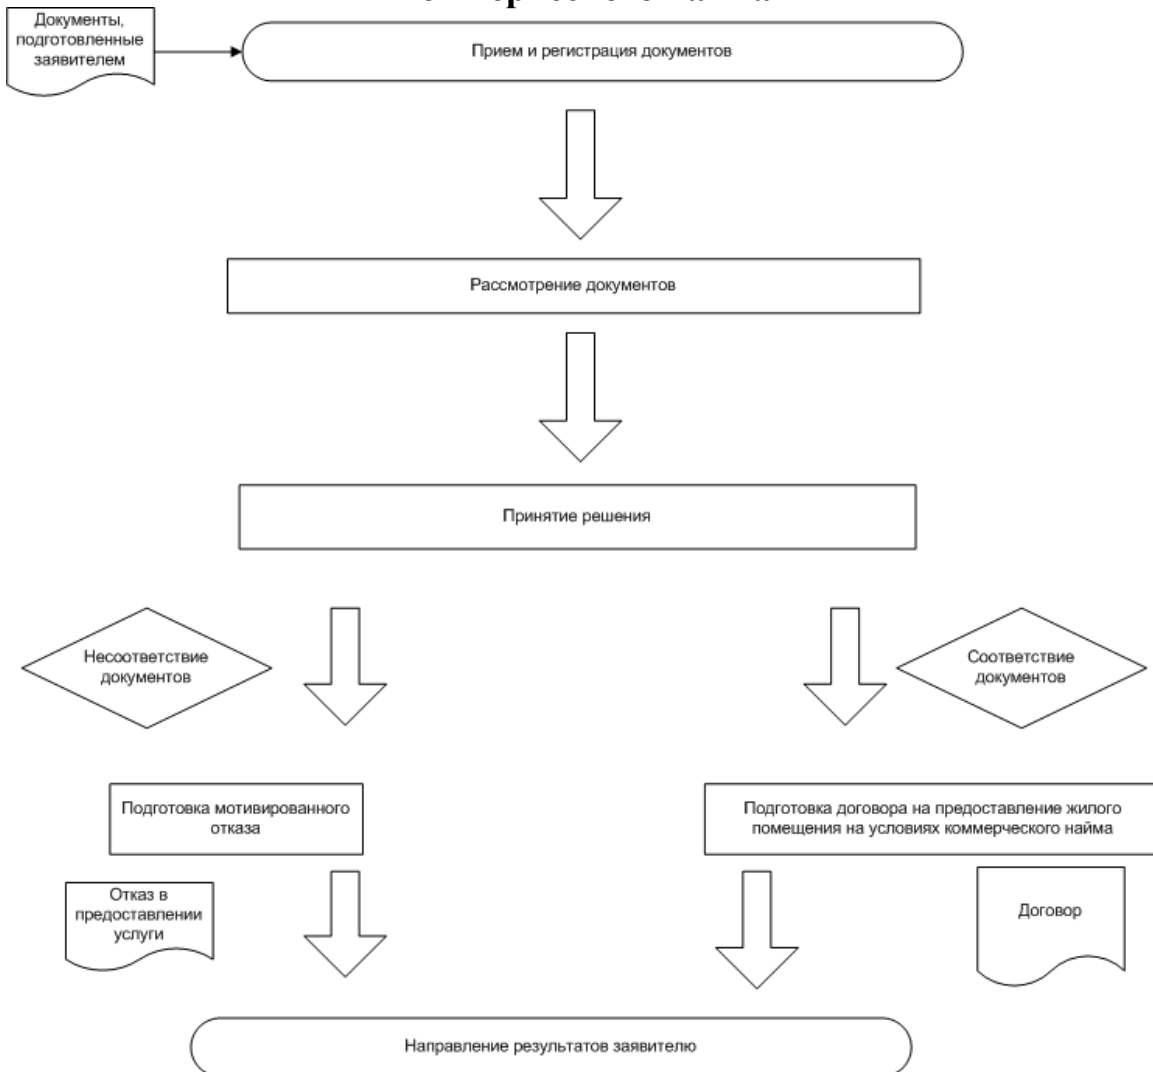 Документы,
подготовленные
заявителем
Прием и регистрация документов
Рассмотрение документов
Принятие решения
Несоответствие
документов
Соответствие
документов
Подготовка мотивированного
отказа
Подготовка договора на предоставление жилого
помещения на условиях коммерческого найма
Отказ в
предоставлении
услуги
Договор
Направление результатов заявителю